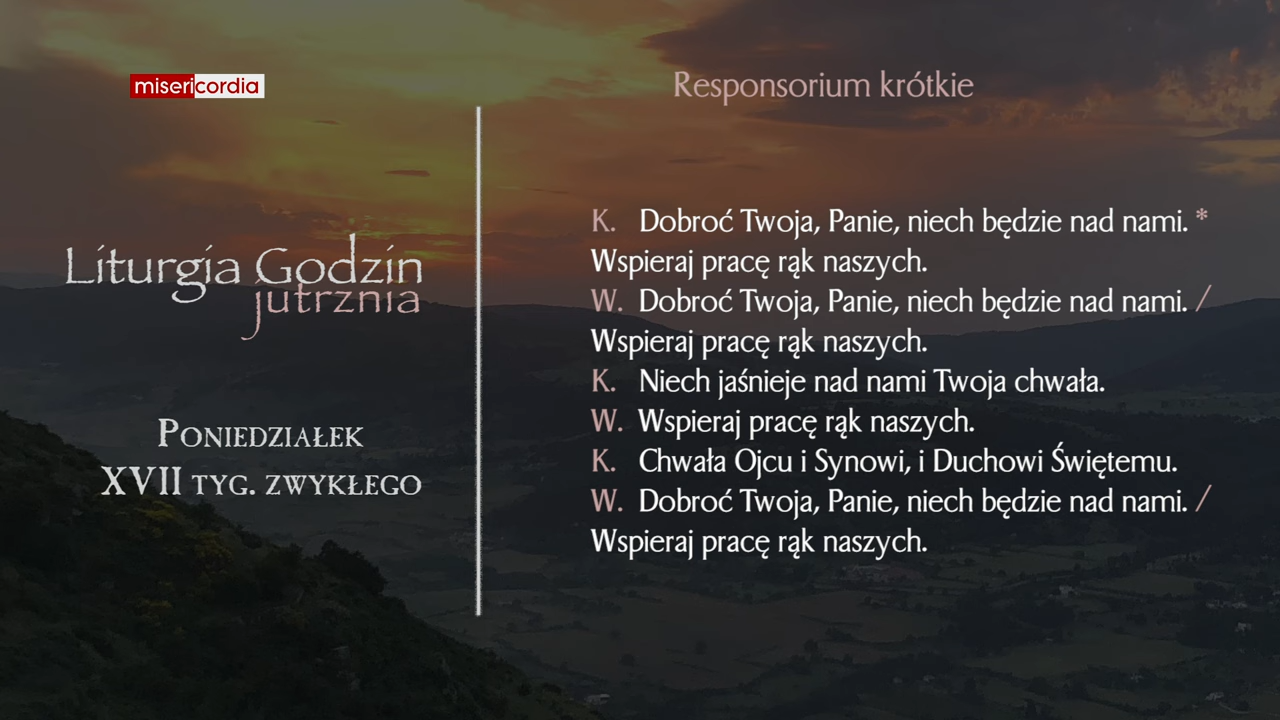 misericordia
Liturgia Godzin
jutrznia
Poniedziałek
XVII tyg. zwykłego
Responsorium krótkie
K. Dobroć Twoja, Panie, niech będzie nad nami. *
Wspieraj pracę rąk naszych.
W. Dobroć Twoja, Panie, niech będzie nad nami. /
Wspieraj pracę rąk naszych.
K. Niech jaśnieje nad nami Twoja chwała.
W. Wspieraj pracę rąk naszych.
K. Chwała Ojcu i Synowi, i Duchowi Świętemu.
W. Dobroć Twoja, Panie, niech będzie nad nami. /
Wspieraj pracę rąk naszych.